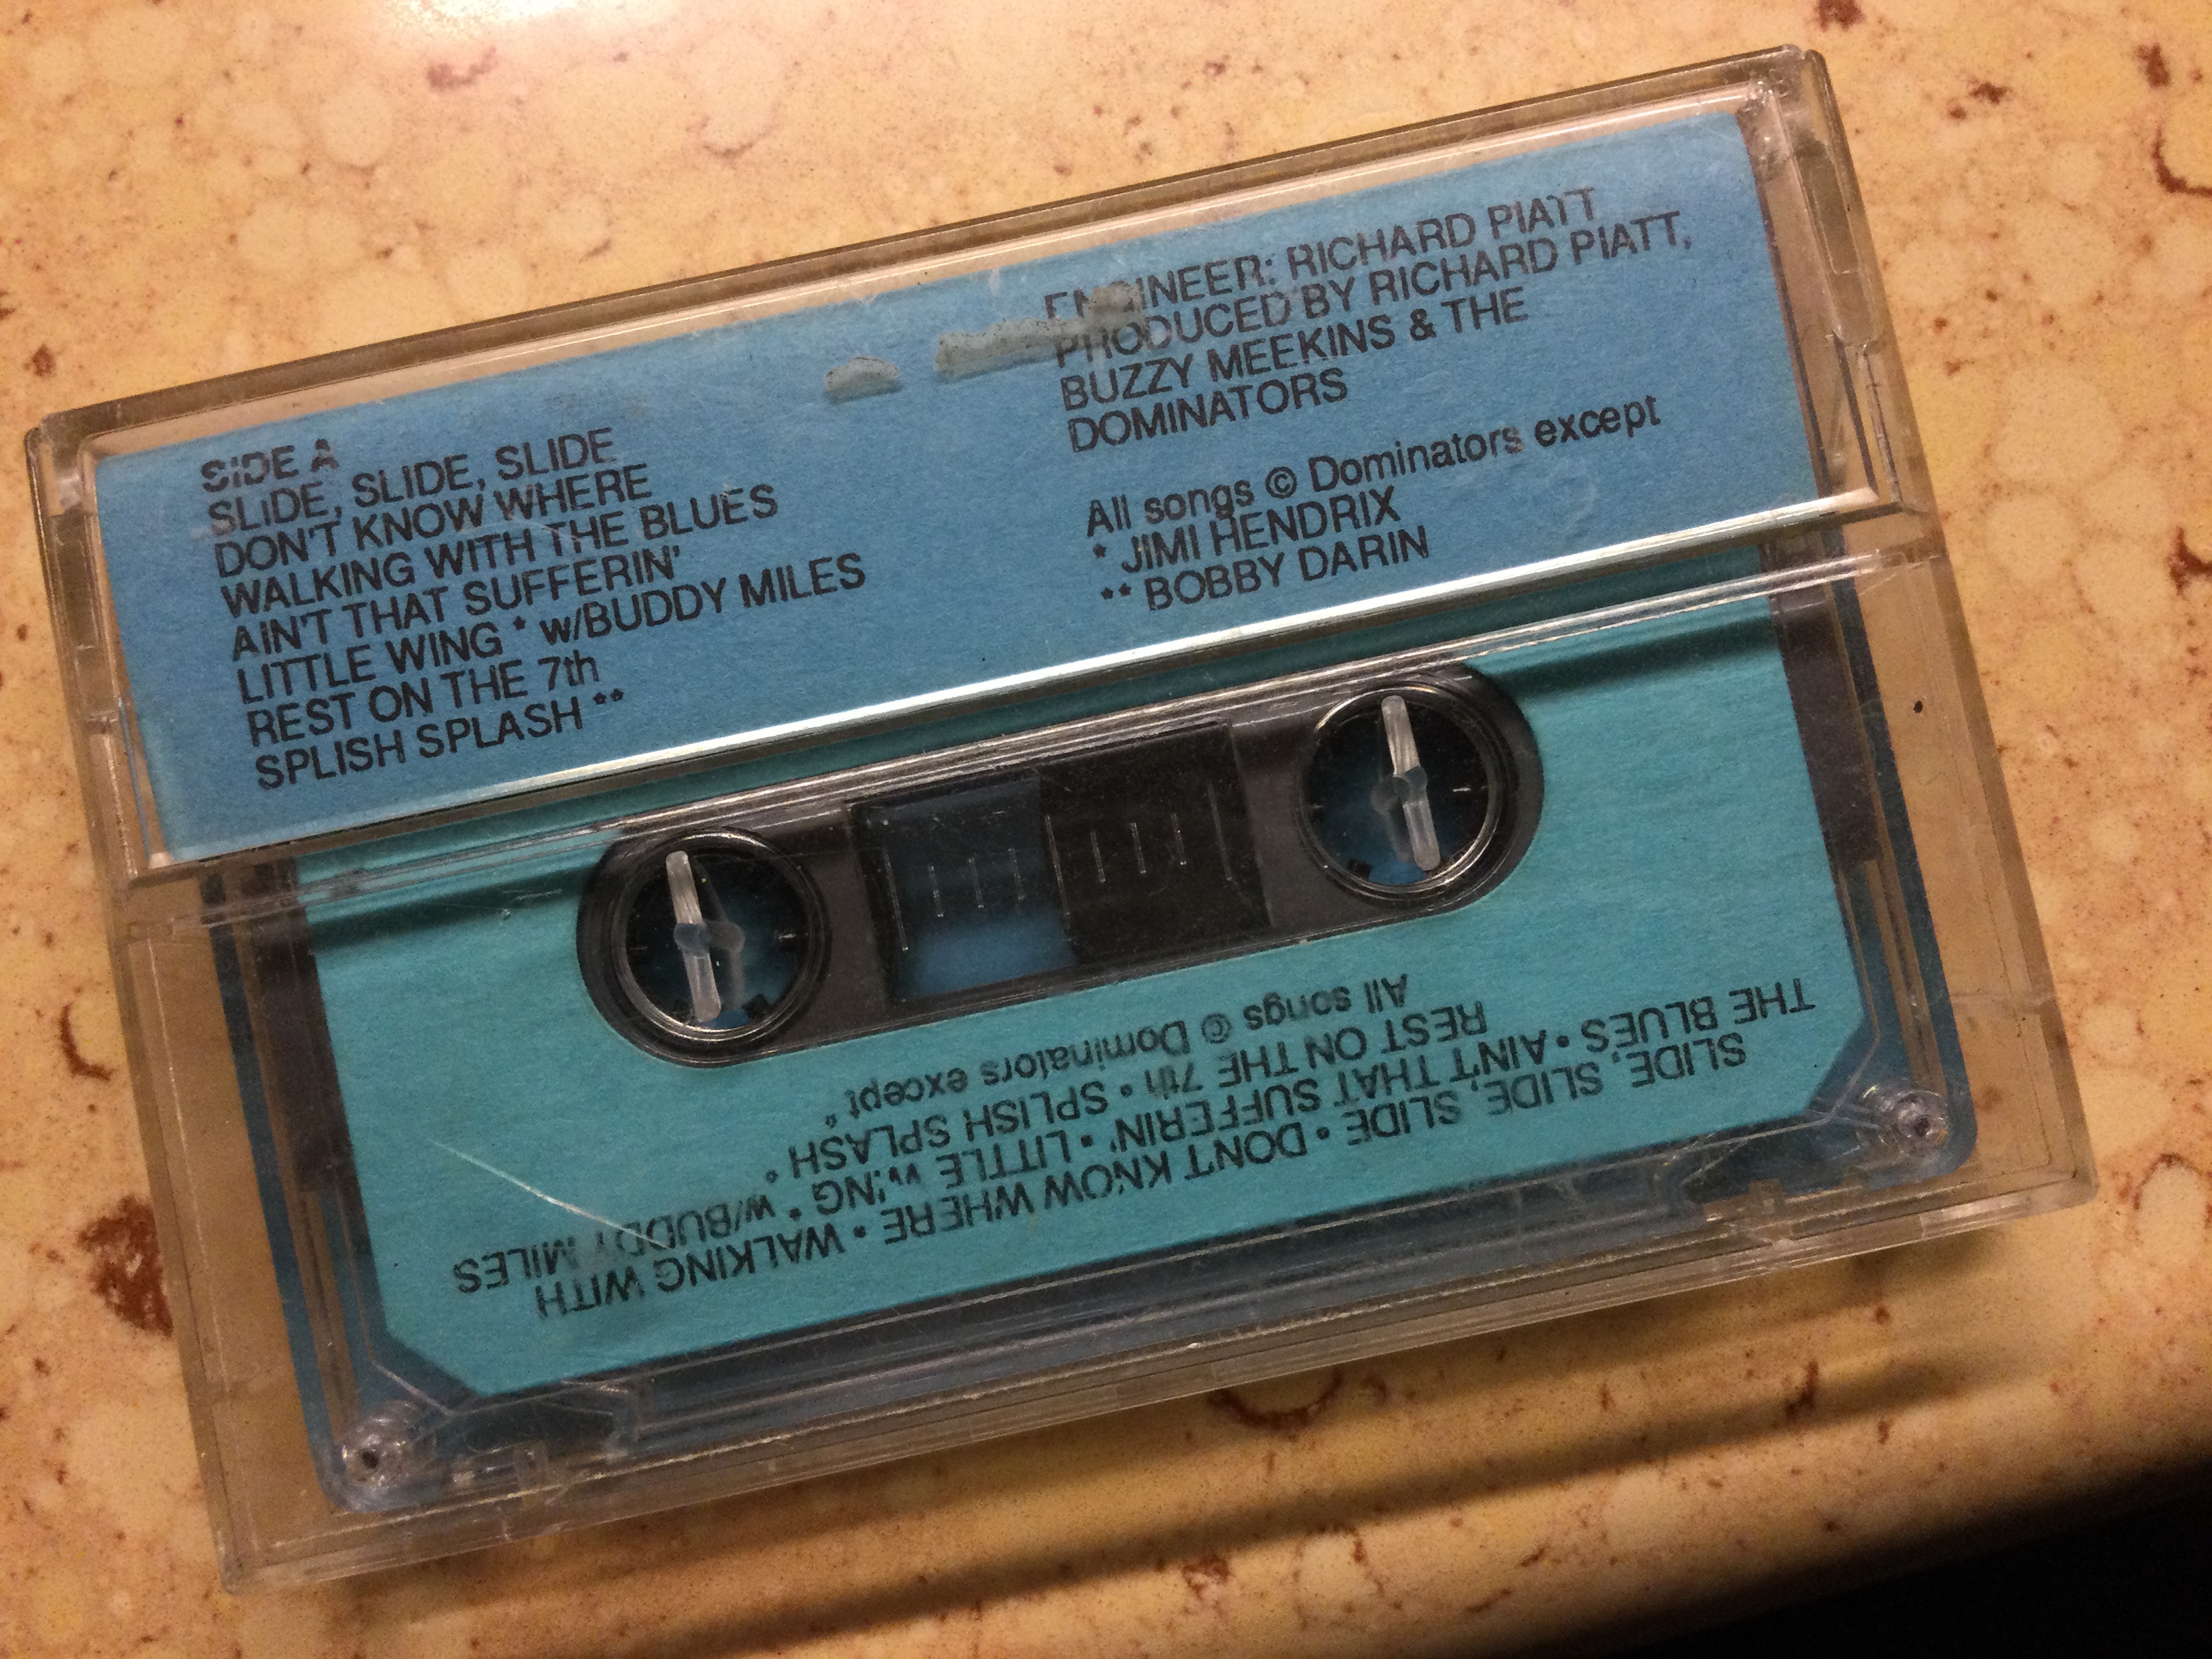 SIDE A
SLIDE, SLIDE, SLIDE
DON'T KNOW WHERE
WALKING WITH THE BLUES
AIN'T THAT SUFFERIN'
LITTLE WING * w/BUDDY MILES
REST ON THE 7th
SPLISH SPLASH **
ENGINEER: RICHARD PIATT
PRODUCED BY RICHARD PIATT,
BUZZY MEEKINS & THE
DOMINATORS
All songs © Dominators except
* JIMI HENDRIX
** BOBBY DARIN
SLIDE, SLIDE, SLIDE • DON'T KNOW WHERE • WALKING WITH
THE BLUES • AIN'T THAT SUFFERIN' • LITTLE WING * w/BUDDY MILES
REST ON THE 7th • SPLISH SPLASH *
All songs © Dominators except *